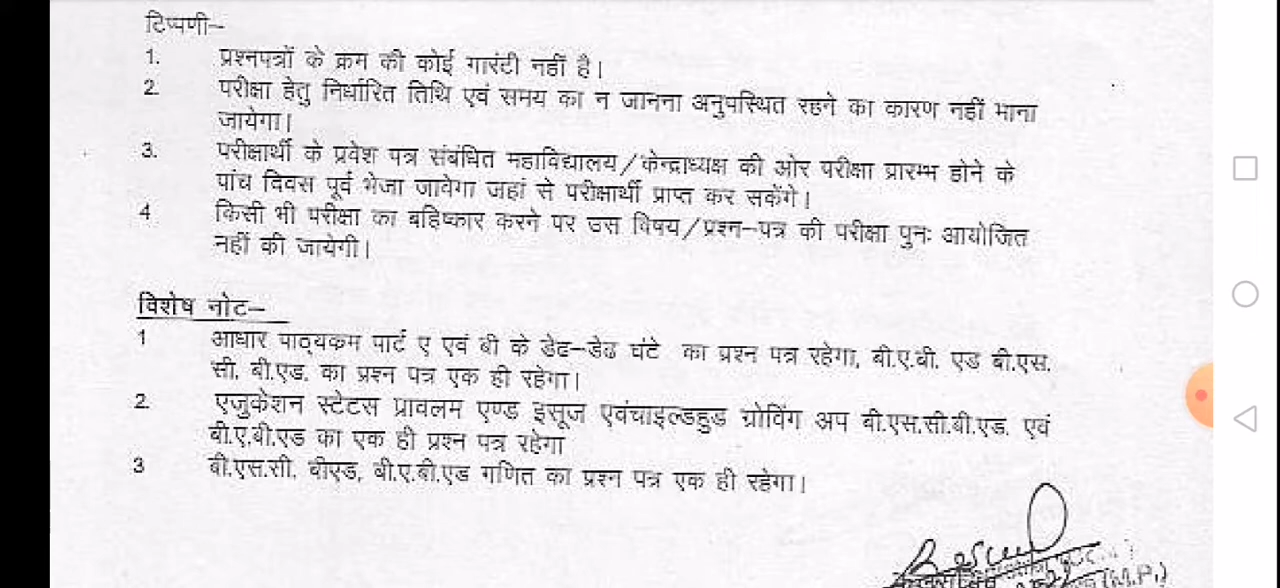 टिप्पणी–
1. प्रश्नपत्रों के क्रम की कोई गारंटी नहीं है।
2. परीक्षा हेतु निर्धारित तिथि एवं समय का न जानना अनुपस्थित रहने का कारण नहीं माना
जायेगा।
3. परीक्षार्थी के प्रवेश पत्र संबंधित महाविद्यालय/केन्द्राध्यक्ष की ओर परीक्षा प्रारम्भ होने के
पांच दिवस पूर्व भेजा जावेगा जहां से परीक्षार्थी प्राप्त कर सकेंगे।
4 किसी भी परीक्षा का बहिष्कार करने पर उस विषय/प्रश्न–पत्र की परीक्षा पुनः आयोजित
नहीं की जायेगी।
विशेष नोट–
1 आधार पाठ्यकम पार्ट ए एवं बी के डेढ–डेढ घंटे का प्रश्न पत्र रहेगा, बी.ए.बी. एड बी.एस.
सी. बी.एड. का प्रश्न पत्र एक ही रहेगा।
2. एजुकेशन स्टेटस प्रावलम एण्ड इसूज एवंचाइल्डहुड ग्रोविंग अप बी.एस.सी.बी.एड. एवं
बी.ए.बी.एड का एक ही प्रश्न पत्र रहेगा
3 बी.एस.सी. बीएड, बी.ए.बी.एड गणित का प्रश्न पत्र एक ही रहेगा।
(M.P.)